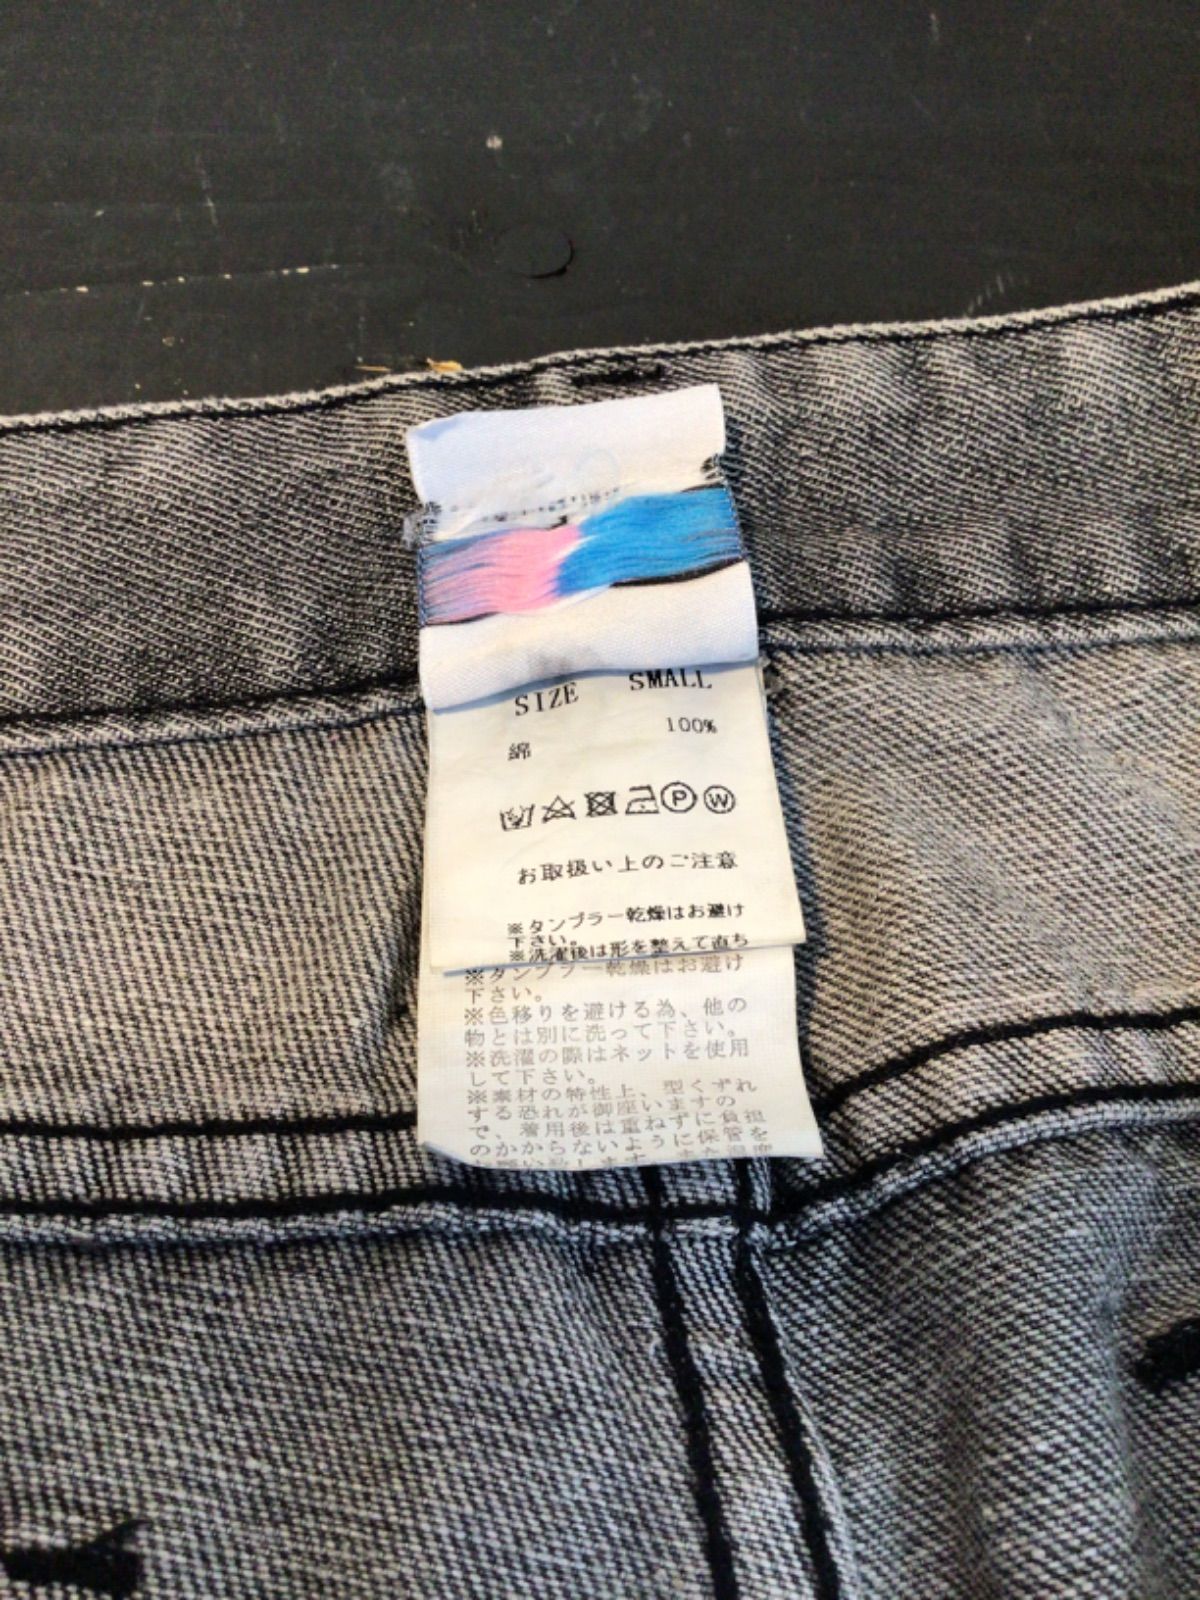 SIZE SMALL
綿 100%
P W
お取扱い上のご注意
※タンブラー乾燥はお避け
下さい。
※洗濯後は形を整えて直ち
※タンブラー乾燥はお避け
下さい。
※色移りを避ける為、他の
物とは別に洗って下さい。
※洗濯の際はネットを使用
して下さい。
※素材の特性上、型くずれ
する恐れが御座いますの
で、着用後は重ねずに負担
のかからないように保管を